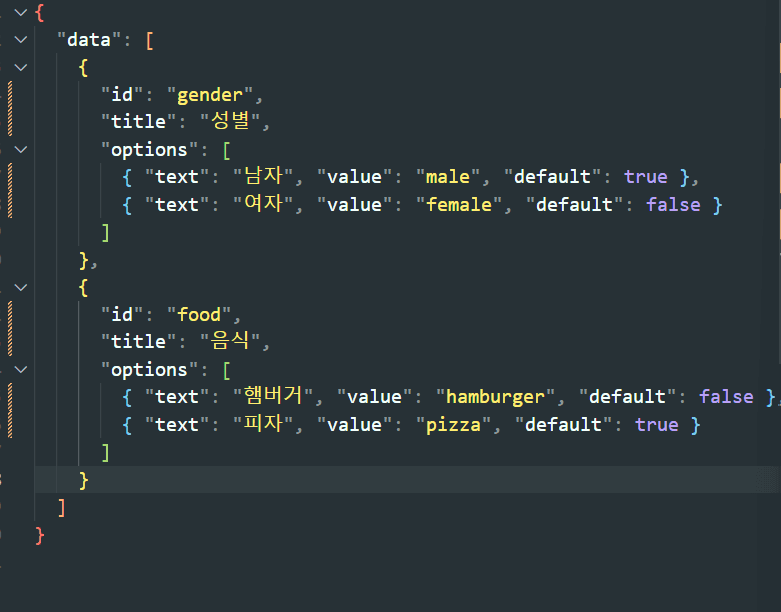 {
"data": [
{
"id": "gender",
"title": "성별",
"options": [
{ "text": "남자", "value": "male", "default": true },
{ "text": "여자", "value": "female", "default": false }
]
},
{
"id": "food",
"title": "음식",
"options": [
{ "text": "햄버거", "value": "hamburger", "default": false },
{ "text": "피자", "value": "pizza", "default": true }
]
}
]
}